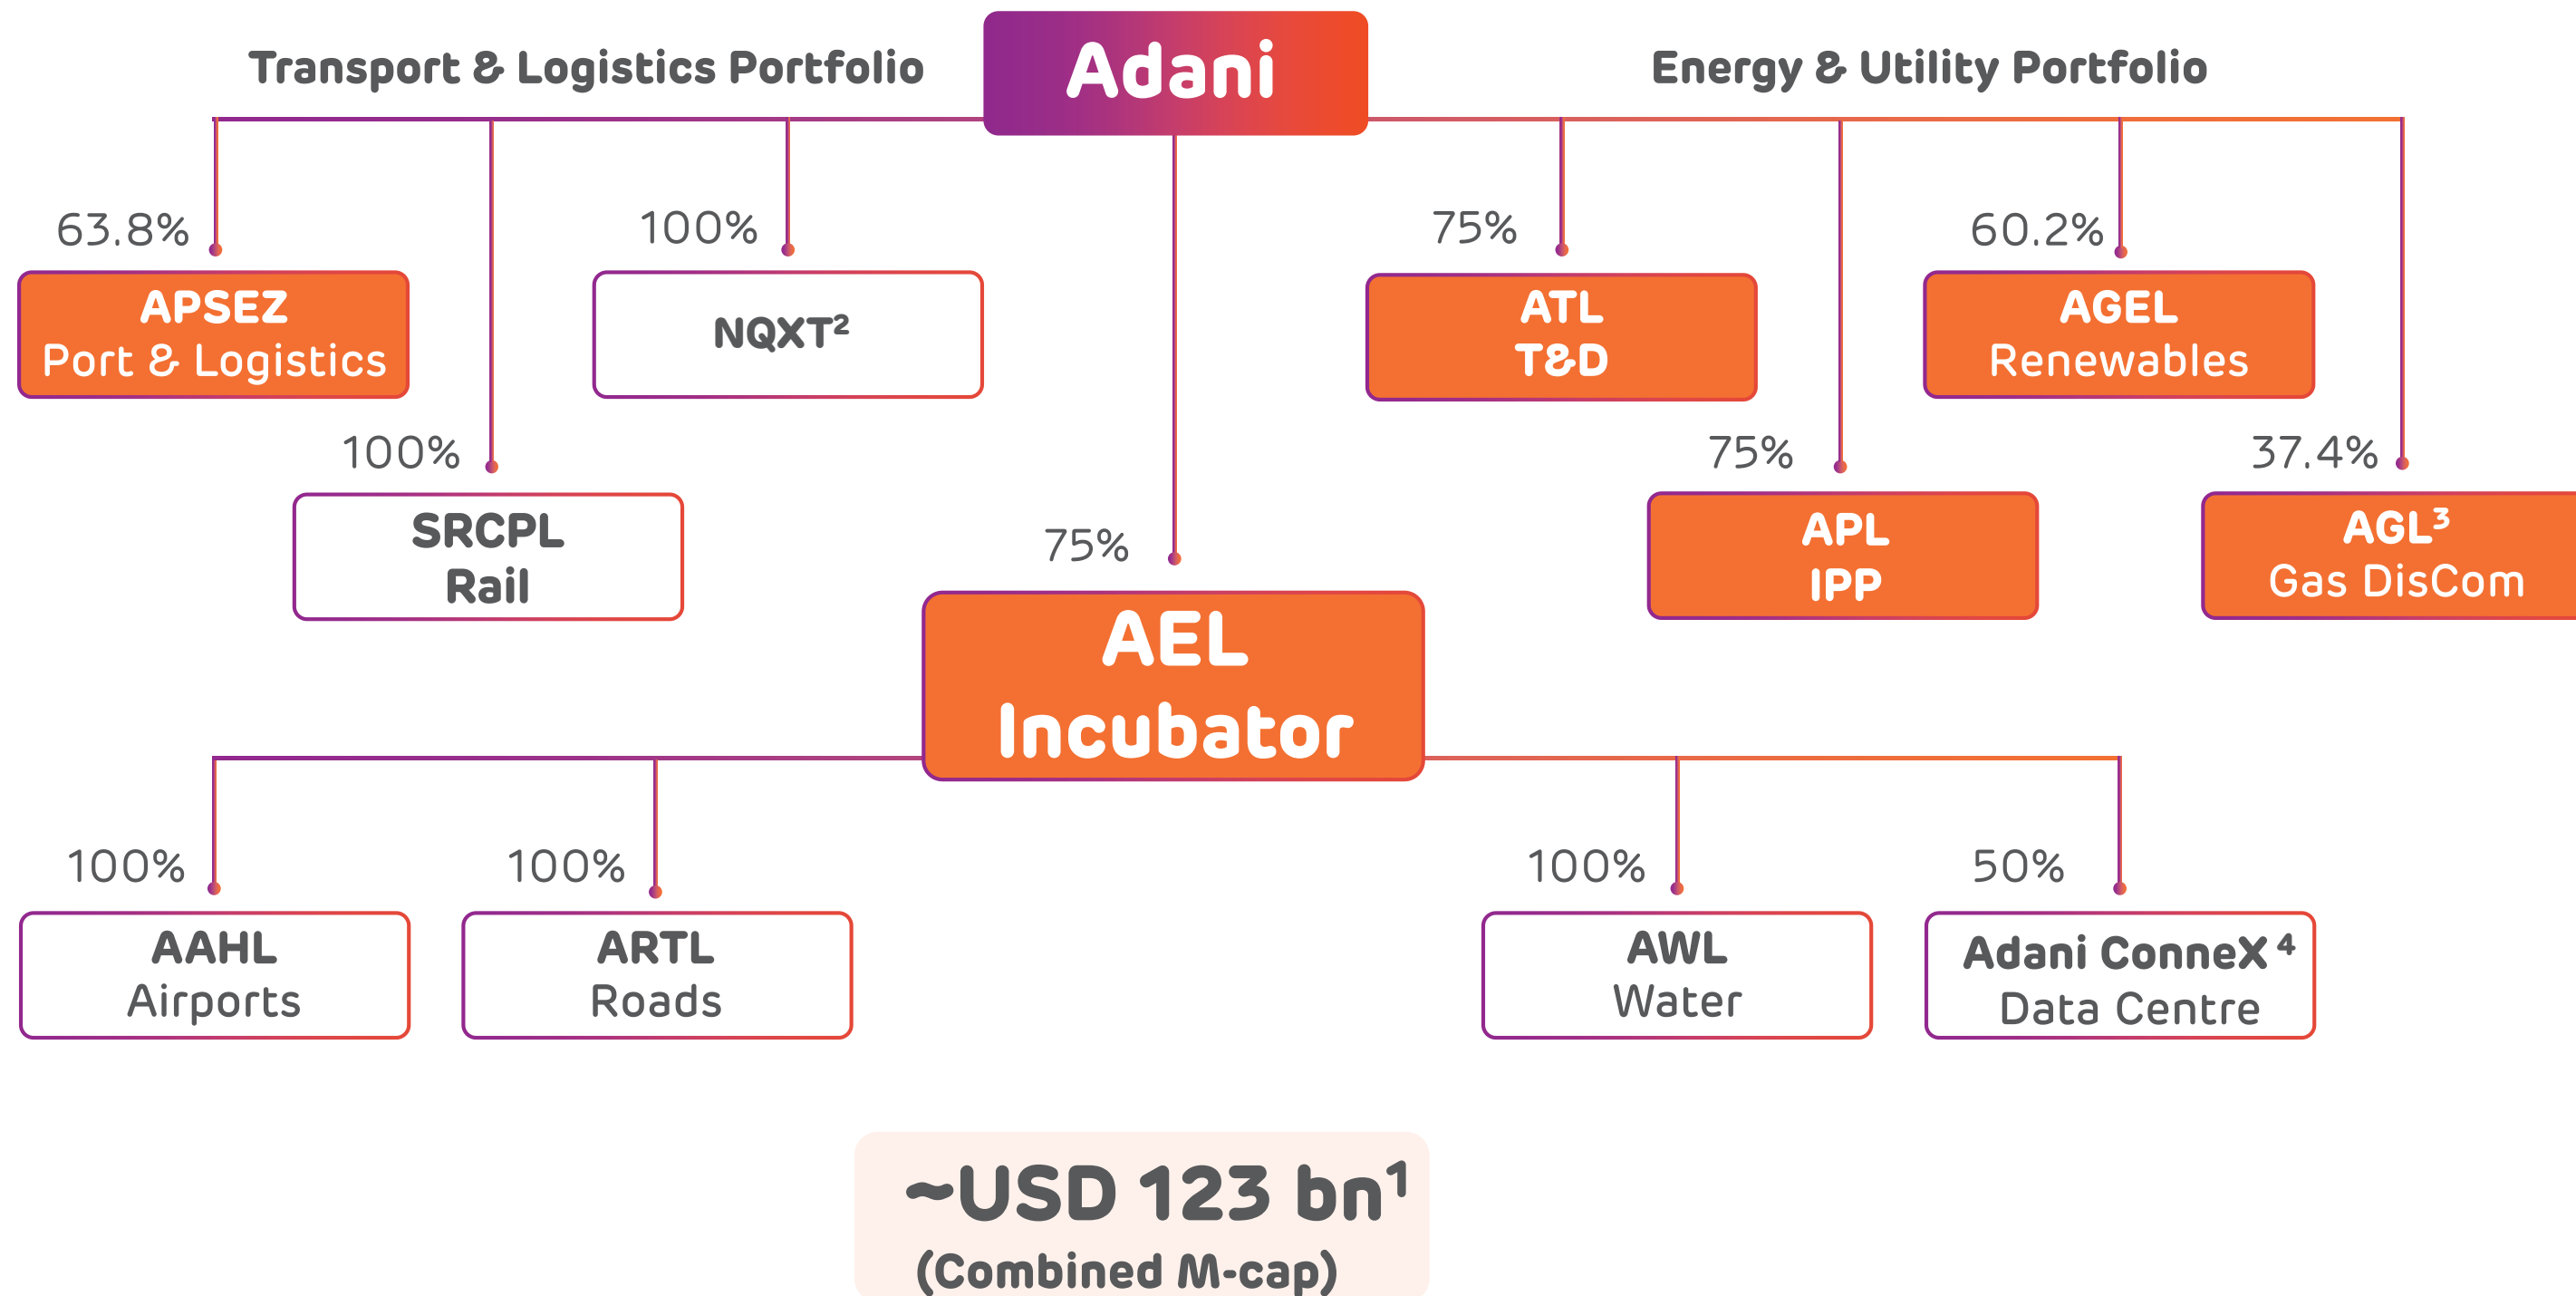 Adani
Transport & Logistics Portfolio
Energy & Utility Portfolio
63.8%
APSEZ
Port & Logistics
100%
SRCPL
Rail
100%
NQXT²
75%
AEL
Incubator
75%
ATL
T&D
75%
APL
IPP
60.2%
AGEL
Renewables
37.4%
AGL³
Gas DisCom
100%
AAHL
Airports
100%
ARTL
Roads
100%
AWL
Water
50%
Adani ConneX ⁴
Data Centre
~USD 123 bn¹
(Combined M-cap)